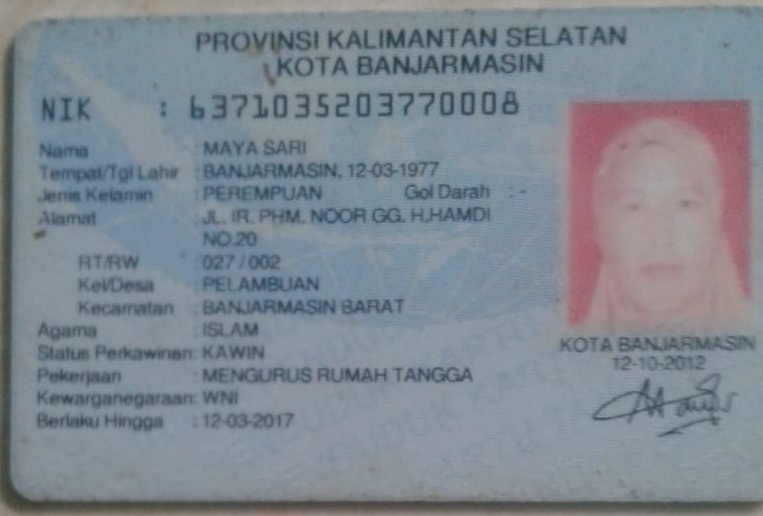 PROVINSI KALIMANTAN SELATAN
KOTA BANJARMASIN
NIK : 6371035203770008
Nama : MAYA SARI
Tempat/Tgl Lahir : BANJARMASIN, 12-03-1977
Jenis Kelamin : PEREMPUAN Gol Darah : -
Alamat : JL. IR. PHM. NOOR GG. H.HAMDI
NO.20
RT/RW : 027 / 002
Kel/Desa : PELAMBUAN
Kecamatan : BANJARMASIN BARAT
Agama : ISLAM
Status Perkawinan: KAWIN
Pekerjaan : MENGURUS RUMAH TANGGA
Kewarganegaraan: WNI
Berlaku Hingga : 12-03-2017
KOTA BANJARMASIN
12-10-2012